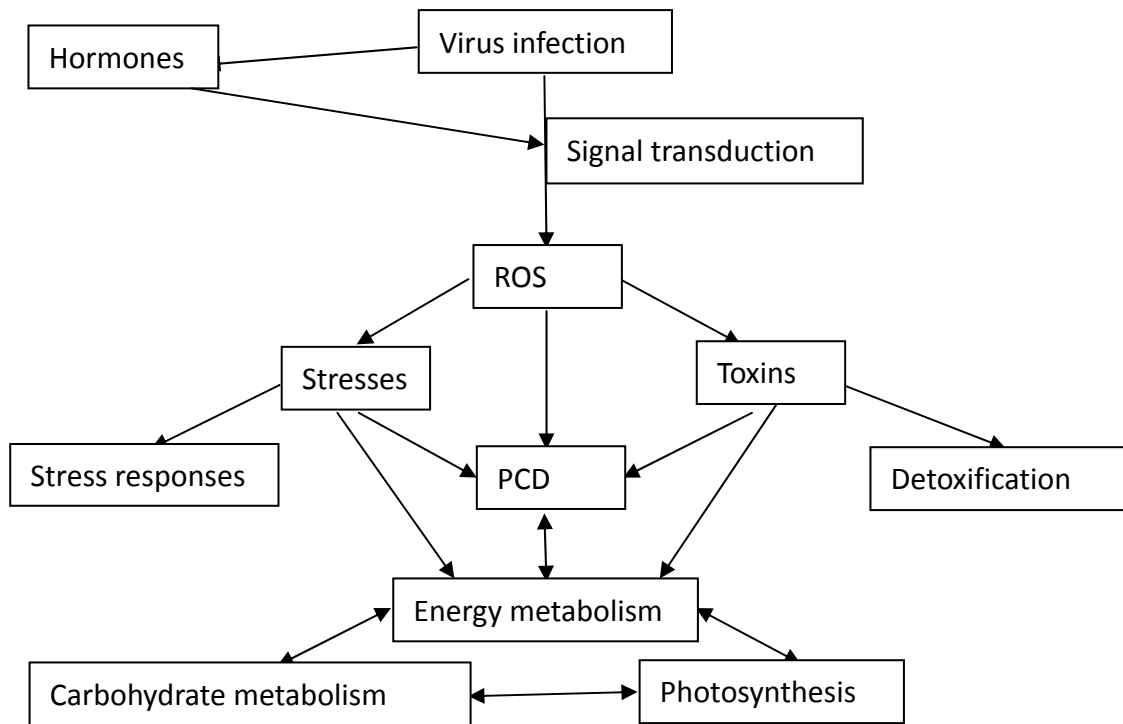 Virus infection
Hormones
Signal transduction
ROS
Stresses
Toxins
Stress responses
PCD
Detoxification
Energy metabolism
Carbohydrate metabolism
Photosynthesis